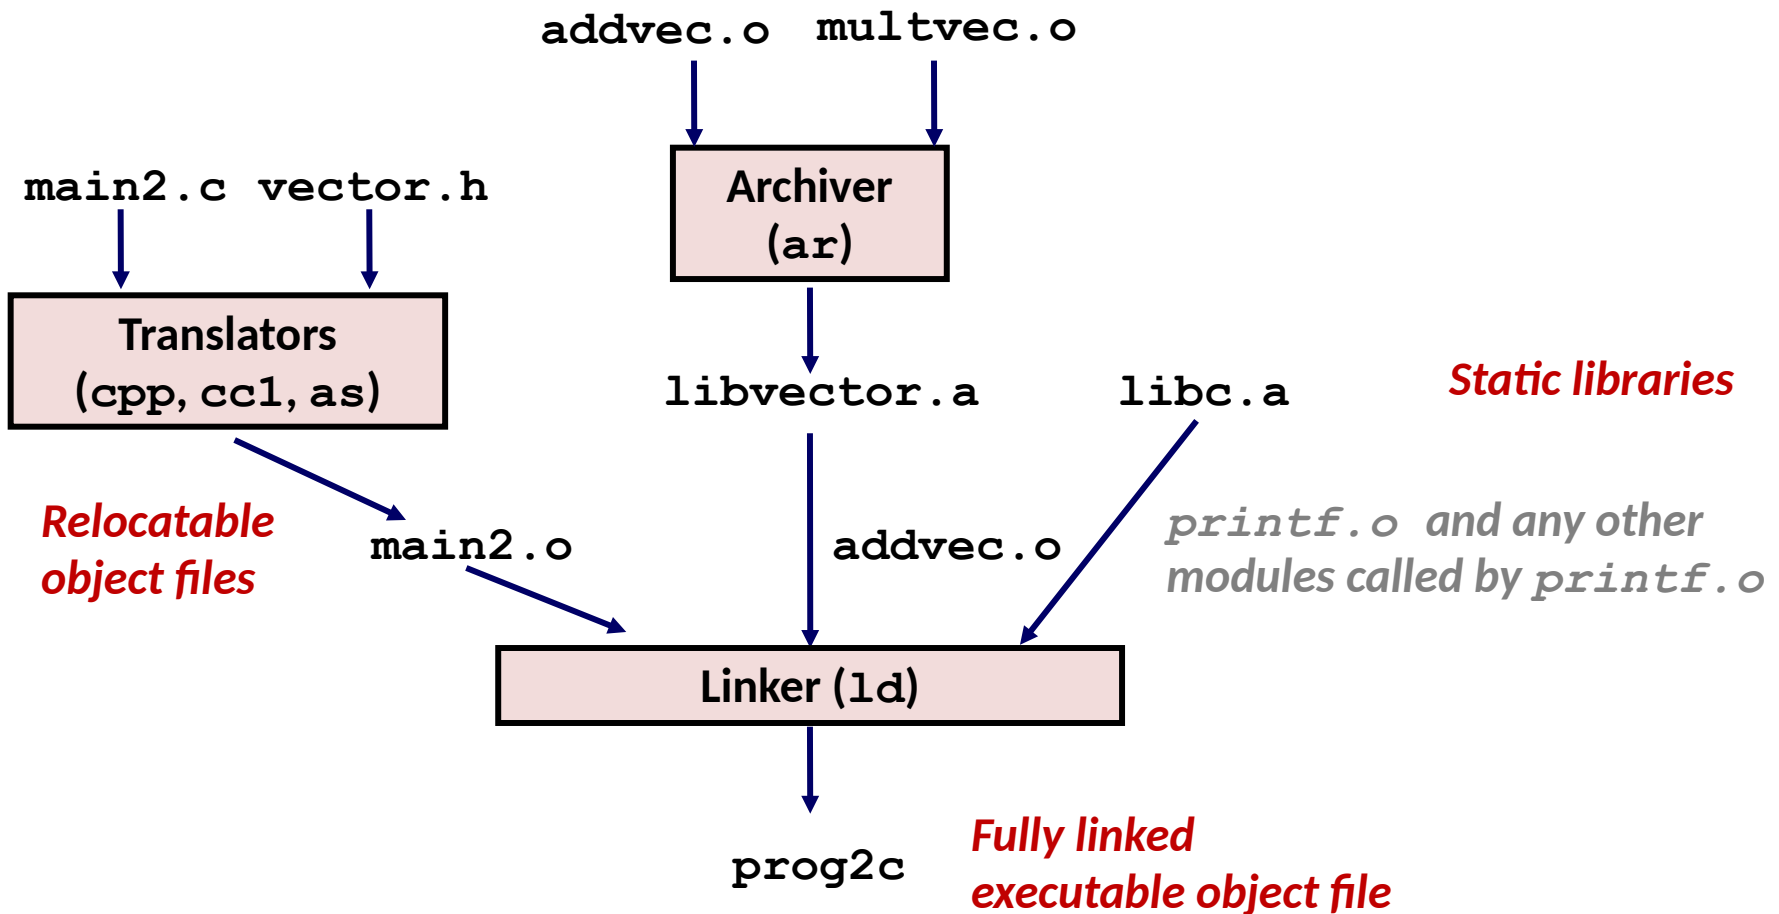 addvec.o multvec.o
main2.c vector.h
Archiver
(ar)
Translators
(cpp, cc1, as)
libvector.a libc.a
Static libraries
Relocatable
object files
main2.o
addvec.o
printf.o and any other
modules called by printf.o
Linker (ld)
prog2c
Fully linked
executable object file